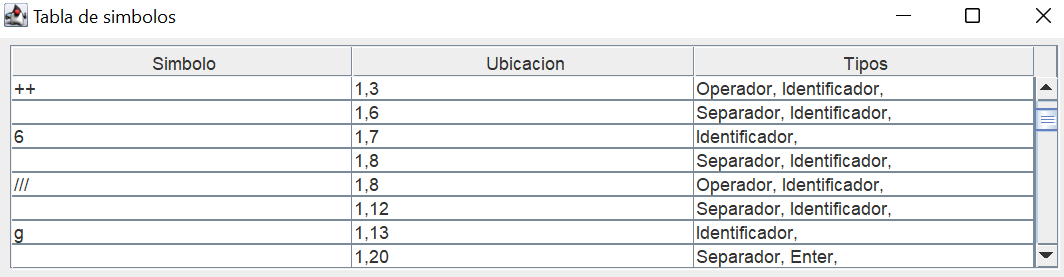 Tabla de simbolos
Simbolo Ubicacion Tipos
++ 1,3 Operador, Identificador,
1,6 Separador, Identificador,
6 1,7 Identificador,
1,8 Separador, Identificador,
/// 1,8 Operador, Identificador,
1,12 Separador, Identificador,
g 1,13 Identificador,
1,20 Separador, Enter,